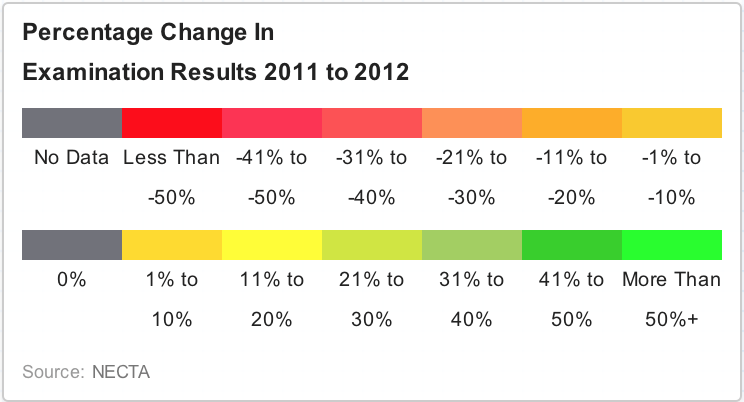 Percentage Change In
Examination Results 2011 to 2012
No Data Less Than -41% to -31% to -21% to -11% to -1% to
-50% -50% -40% -30% -20% -10%
0% 1% to 11% to 21% to 31% to 41% to More Than
10% 20% 30% 40% 50% 50%+
Source: NECTA